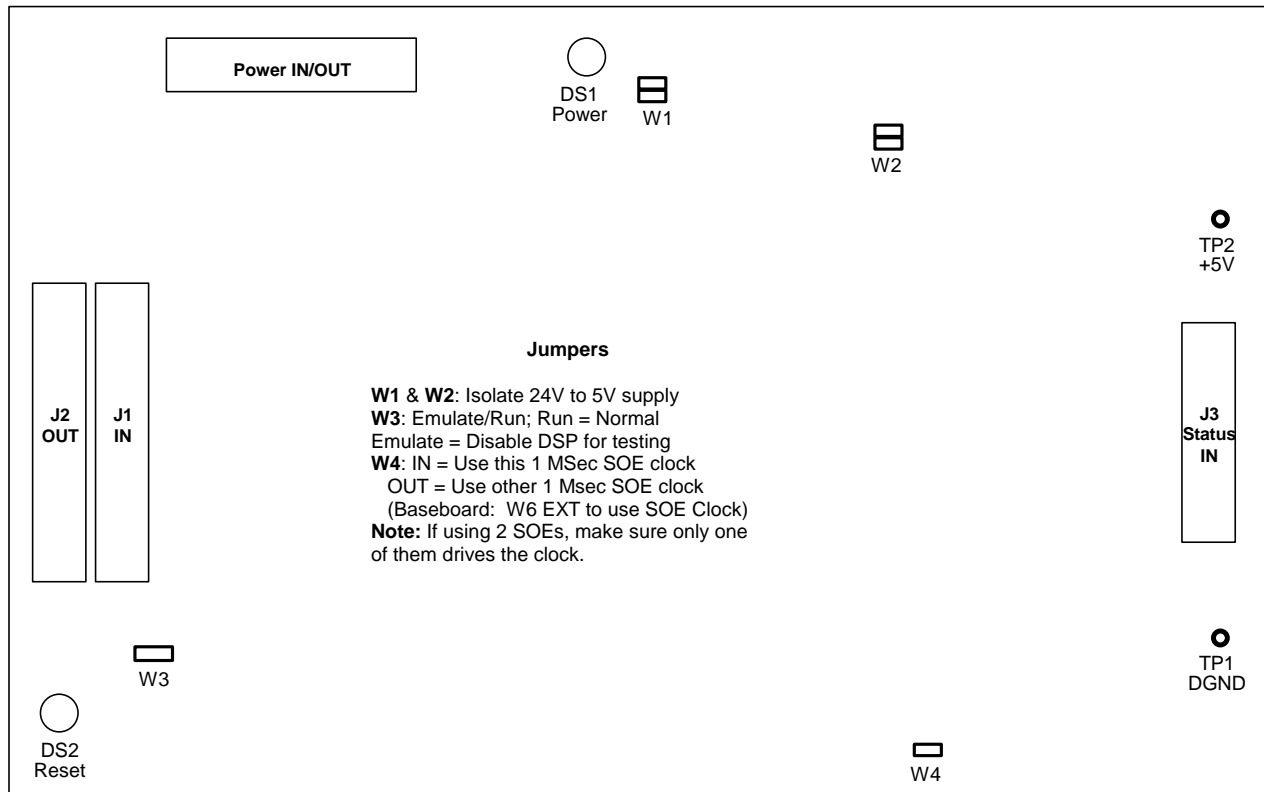 Power IN/OUT
DS1
Power
W1
W2
TP2
+5V
J2
OUT
J1
IN
Jumpers
W1 & W2: Isolate 24V to 5V supply
W3: Emulate/Run; Run = Normal
Emulate = Disable DSP for testing
W4: IN = Use this 1 MSec SOE clock
OUT = Use other 1 Msec SOE clock
(Baseboard: W6 EXT to use SOE Clock)
Note: If using 2 SOEs, make sure only one
of them drives the clock.
J3
Status
IN
W3
TP1
DGND
DS2
Reset
W4